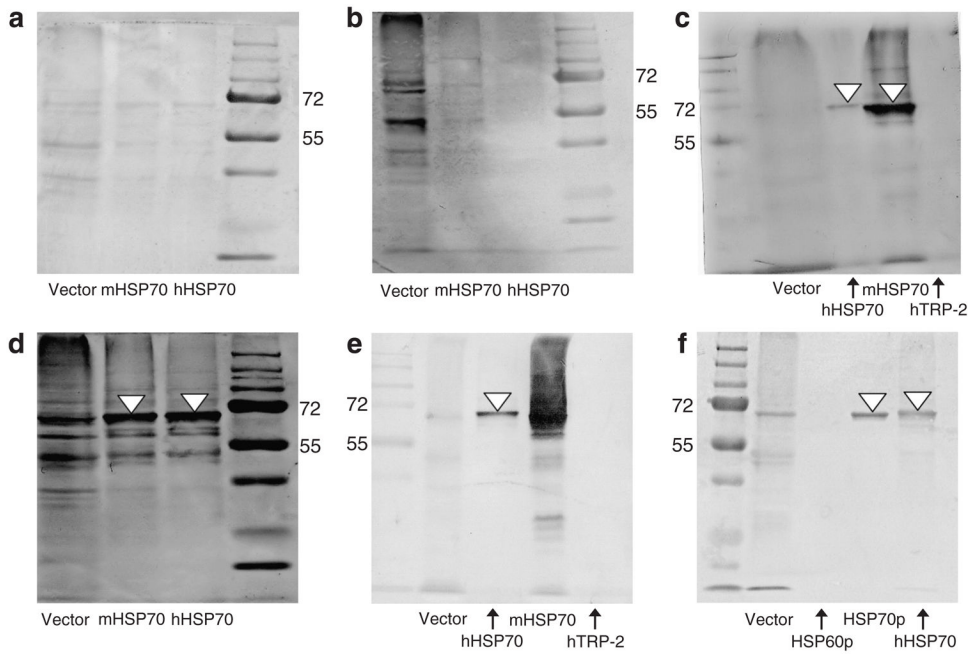 a
b
c
72
55
72
55
72
55
Vector mHSP70 hHSP70
Vector mHSP70 hHSP70
Vector mHSP70
hHSP70 hTRP-2
d
e
f
72
55
72
55
72
55
Vector mHSP70 hHSP70
Vector mHSP70
hHSP70 hTRP-2
Vector HSP70p
HSP60p hHSP70